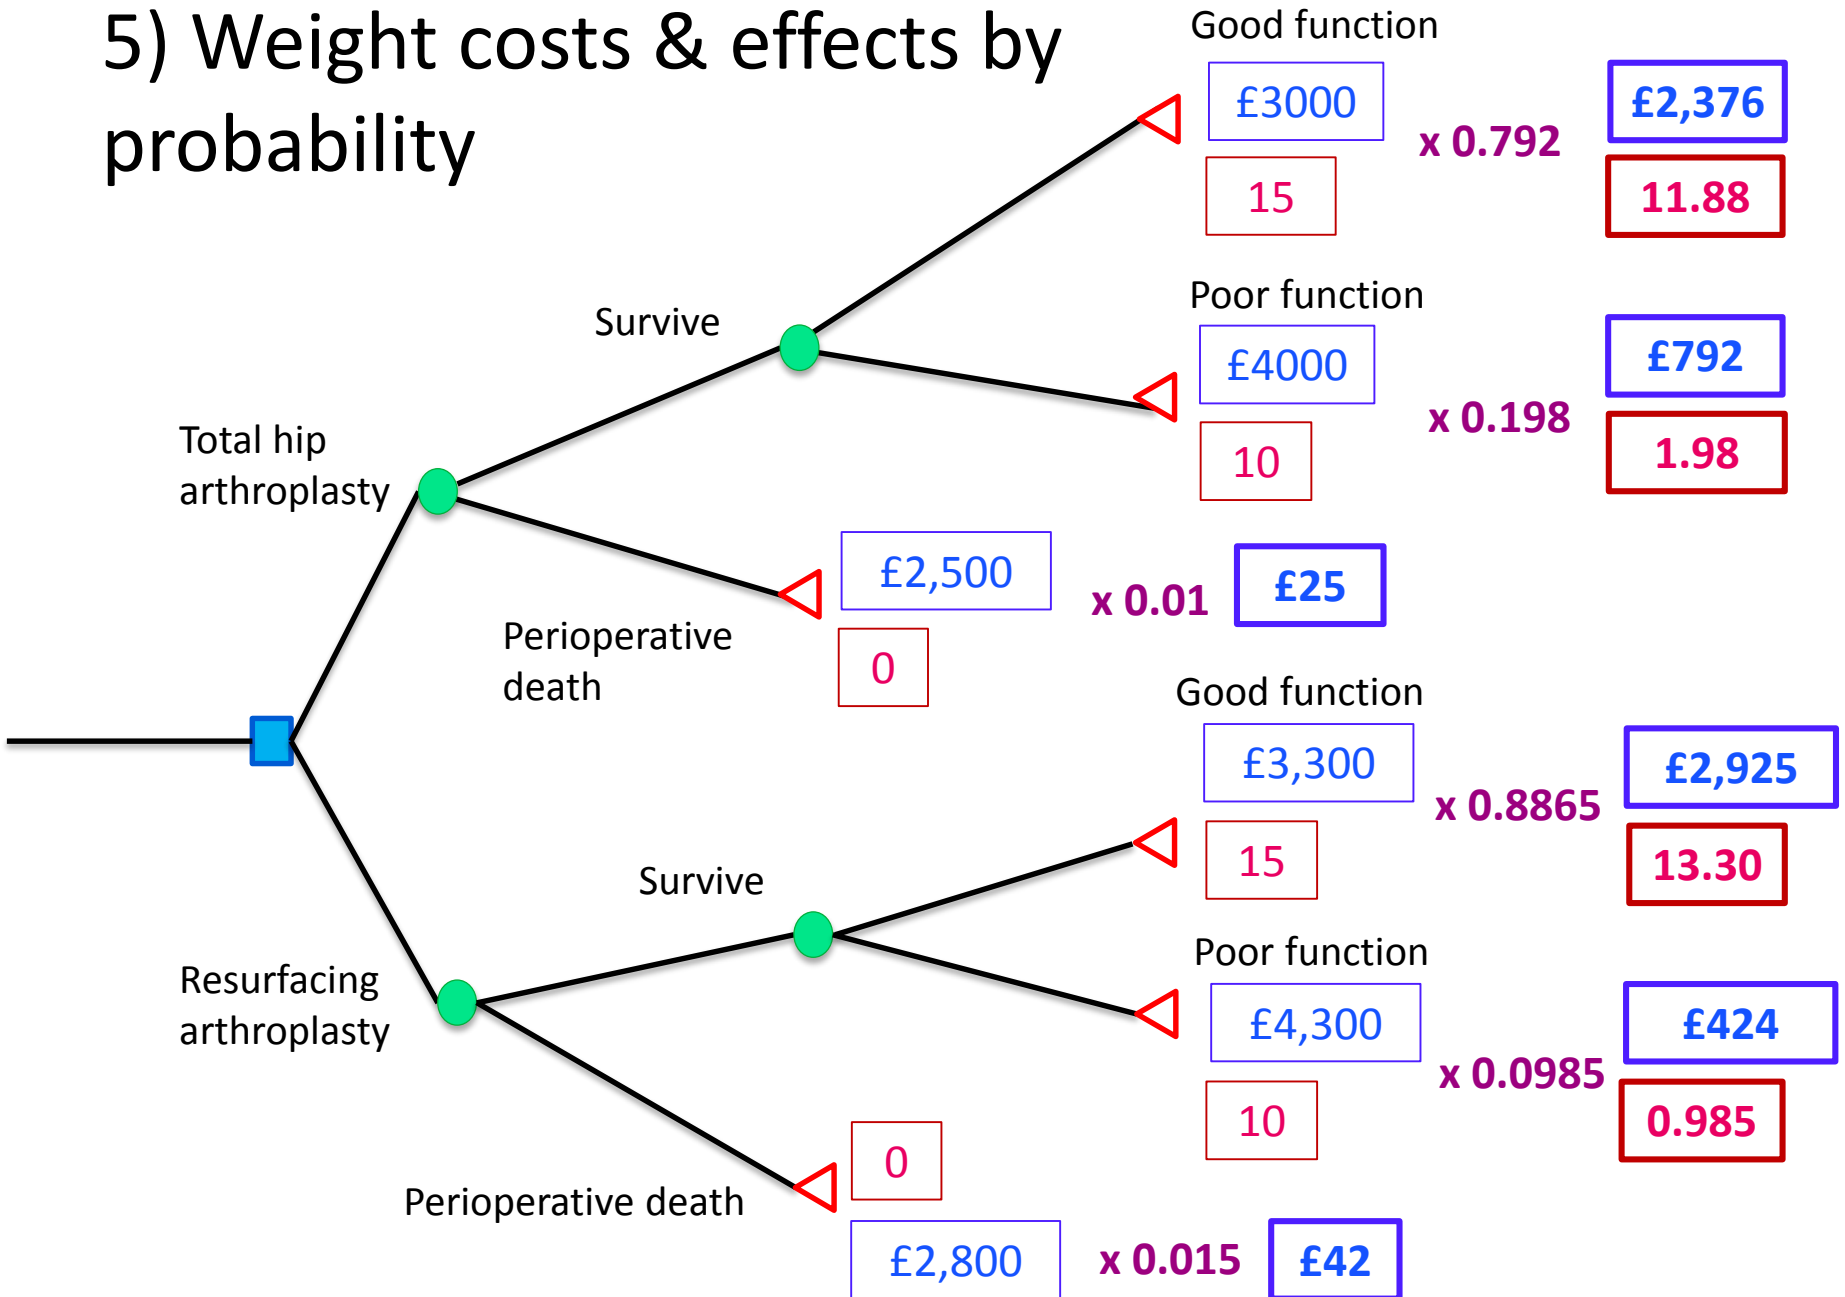 5) Weight costs & effects by
probability
Good function
£3000
15
x 0.792
£2,376
11.88
Survive
Poor function
£4000
10
x 0.198
£792
1.98
Total hip
arthroplasty
£2,500
0
x 0.01
£25
Perioperative
death
Good function
£3,300
15
x 0.8865
£2,925
13.30
Survive
Poor function
£4,300
10
x 0.0985
£424
0.985
Resurfacing
arthroplasty
0
Perioperative death
£2,800
x 0.015
£42